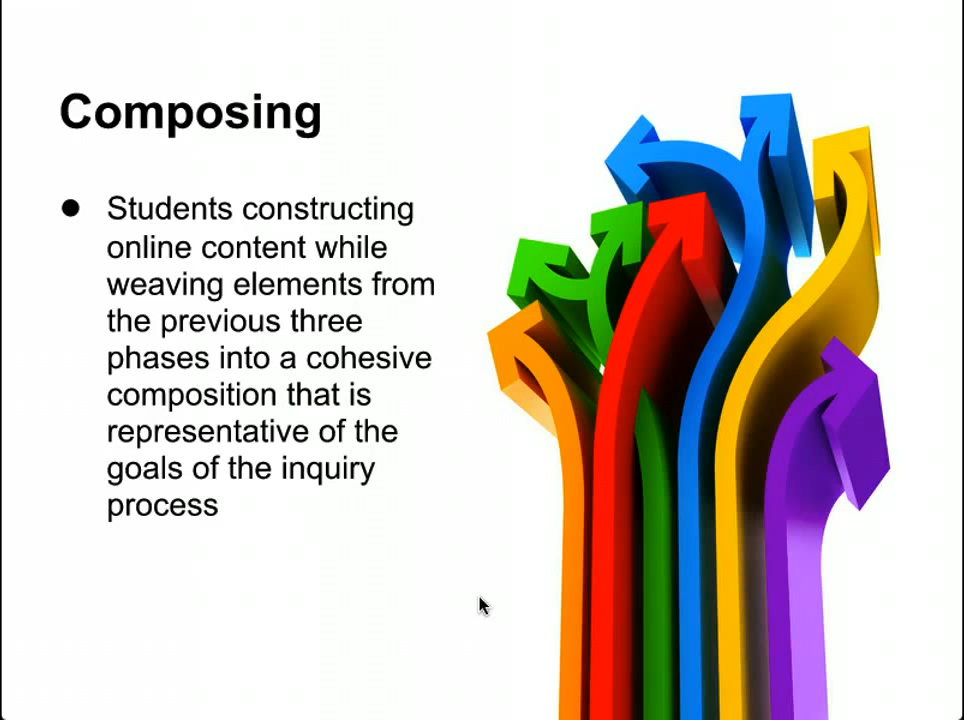 Composing
● Students constructing
online content while
weaving elements from
the previous three
phases into a cohesive
composition that is
representative of the
goals of the inquiry
process